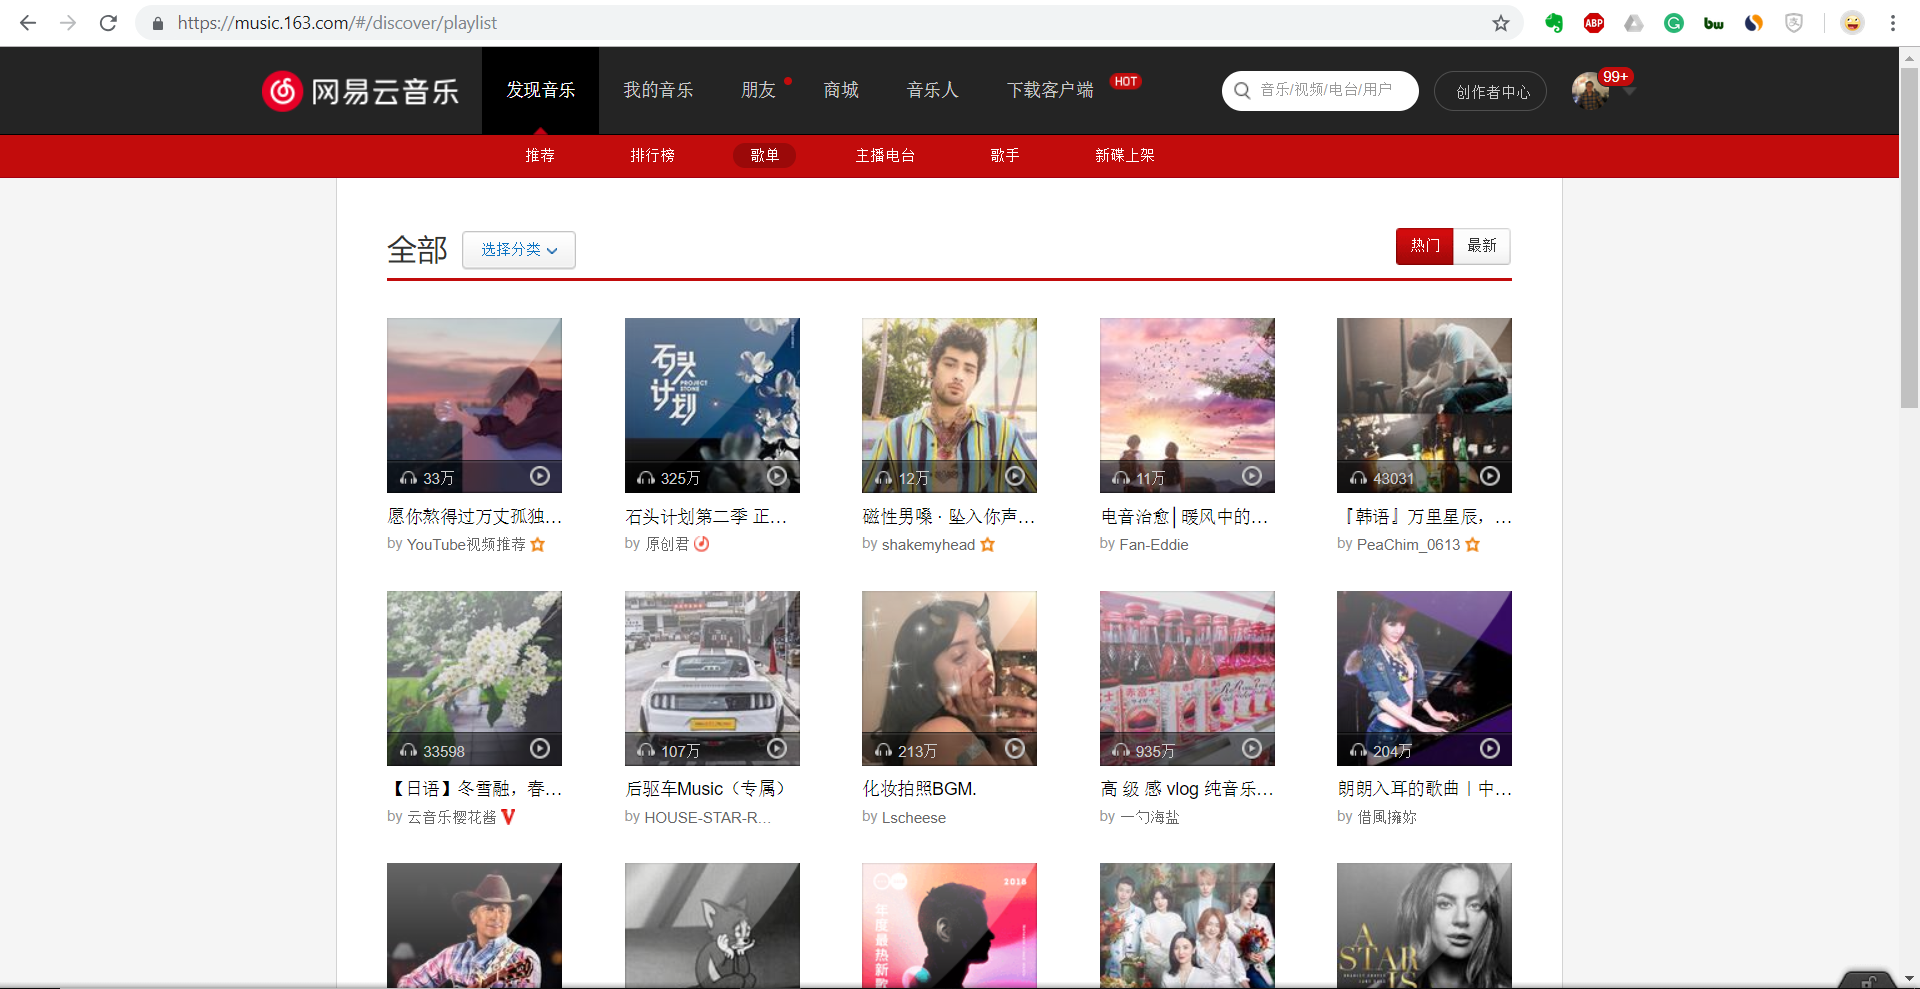 https://music.163.com/#/discover/playlist
ABP
bw
网易云音乐
发现音乐
我的音乐
朋友
商城
音乐人
下载客户端
HOT
音乐/视频/电台/用户
创作者中心
99+
推荐
排行榜
歌单
主播电台
歌手
新碟上架
全部
选择分类
热门
最新
石头计划
PROJECT STONE
33万
325万
12万
11万
43031
愿你熬得过万丈孤独...
石头计划第二季 正...
磁性男嗓 · 坠入你声...
电音治愈│暖风中的...
『韩语』万里星辰，...
by YouTube视频推荐
by 原创君
by shakemyhead
by Fan-Eddie
by PeaChim_0613
赤富士
33598
107万
213万
935万
204万
【日语】冬雪融，春...
后驱车Music（专属）
化妆拍照BGM.
高 级 感 vlog 纯音乐...
朗朗入耳的歌曲丨中...
by 云音乐樱花酱
by HOUSE-STAR-R...
by Lscheese
by 一勺海盐
by 借風擁妳
2018
年度最热新歌
A
STAR
IS